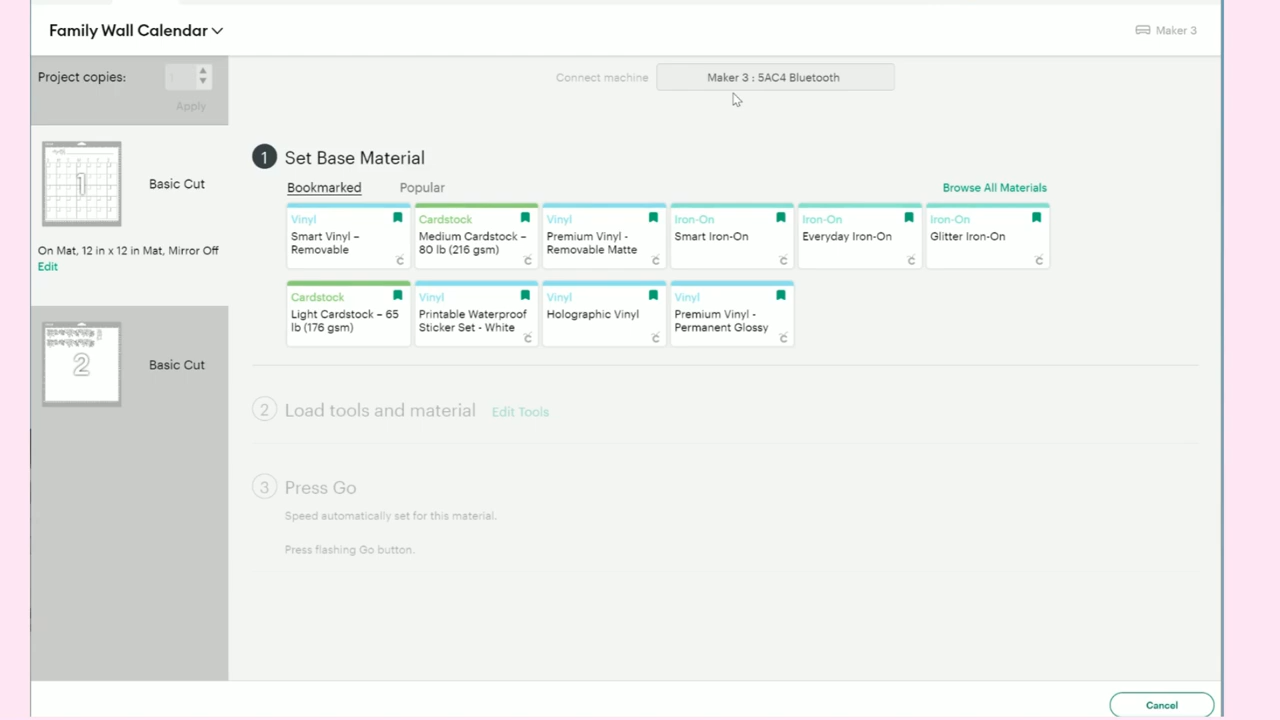 Family Wall Calendar
Maker 3
Project copies:
1
Apply
Connect machine
Maker 3 : 5AC4 Bluetooth
1
Basic Cut
On Mat, 12 in x 12 in Mat, Mirror Off
Edit
2
Basic Cut
1 Set Base Material
Bookmarked Popular
Browse All Materials
Vinyl
Smart Vinyl –
Removable
Cardstock
Medium Cardstock –
80 lb (216 gsm)
Vinyl
Premium Vinyl -
Removable Matte
Iron-On
Smart Iron-On
Iron-On
Everyday Iron-On
Iron-On
Glitter Iron-On
Cardstock
Light Cardstock – 65
lb (176 gsm)
Vinyl
Printable Waterproof
Sticker Set - White
Vinyl
Holographic Vinyl
Vinyl
Premium Vinyl -
Permanent Glossy
2 Load tools and material Edit Tools
3 Press Go
Speed automatically set for this material.
Press flashing Go button.
Cancel